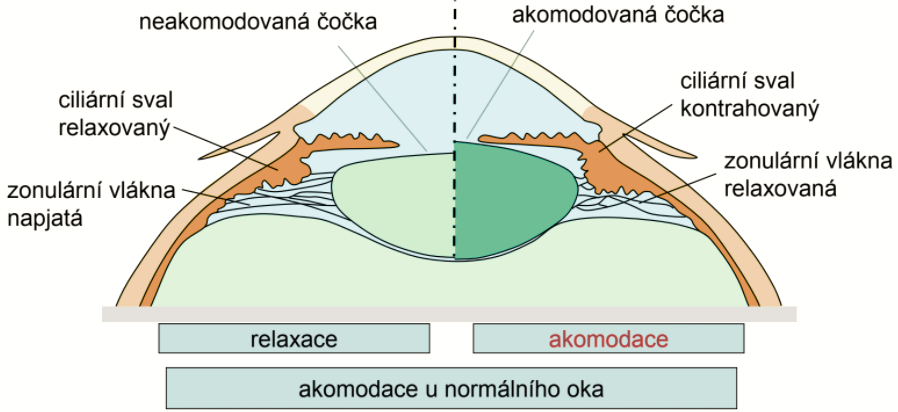 neakomodovaná čočka
akomodovaná čočka
ciliární sval
relaxovaný
ciliární sval
kontrahovaný
zonulární vlákna
napjatá
zonulární vlákna
relaxovaná
relaxace
akomodace
akomodace u normálního oka